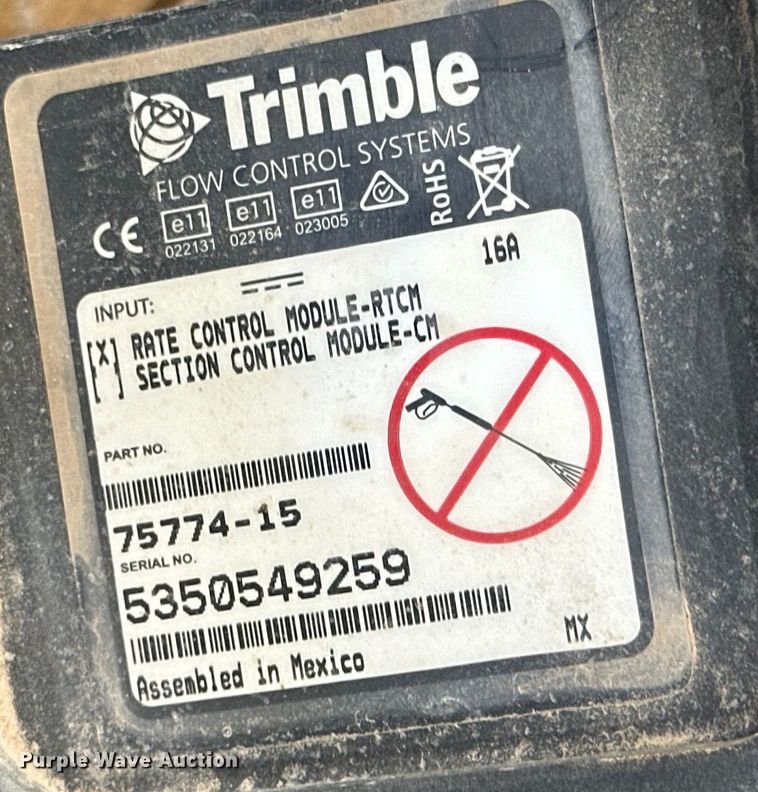 Trimble
FLOW CONTROL SYSTEMS
CE e11 e11 e11 RoHS
022131 022164 023005
INPUT: 16A
[X] RATE CONTROL MODULE-RTCM
[ ] SECTION CONTROL MODULE-CM
PART NO.
75774-15
SERIAL NO.
5350549259
Assembled in Mexico MX
Purple Wave Auction